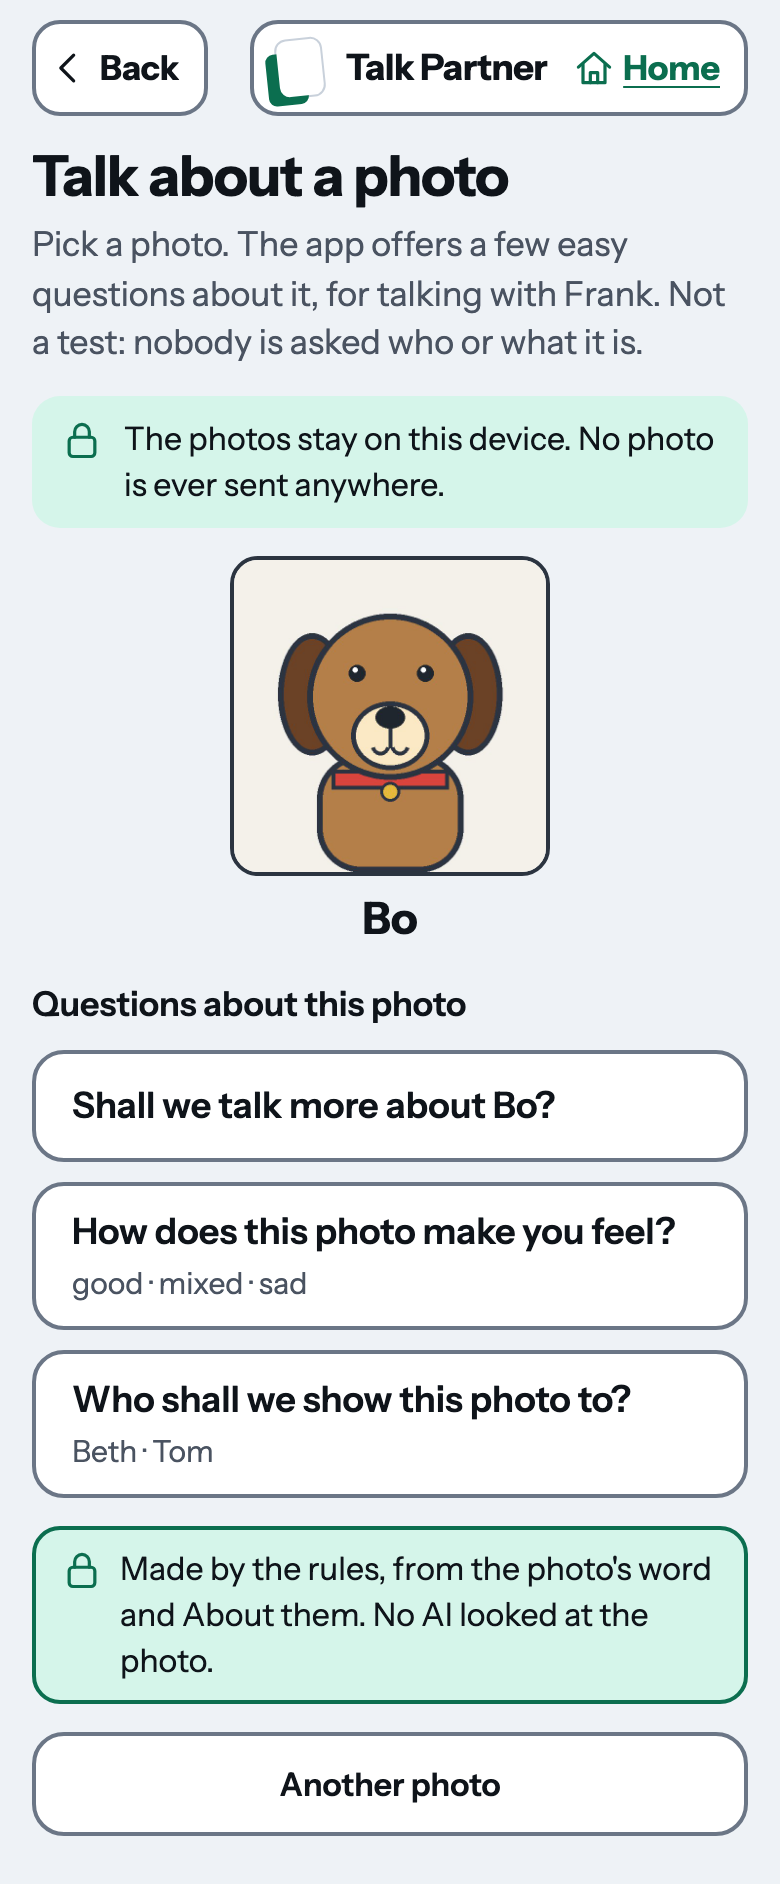 Back
Talk Partner
Home
Talk about a photo
Pick a photo. The app offers a few easy
questions about it, for talking with Frank. Not
a test: nobody is asked who or what it is.
The photos stay on this device. No photo
is ever sent anywhere.
Bo
Questions about this photo
Shall we talk more about Bo?
How does this photo make you feel?
good · mixed · sad
Who shall we show this photo to?
Beth · Tom
Made by the rules, from the photo's word
and About them. No AI looked at the
photo.
Another photo